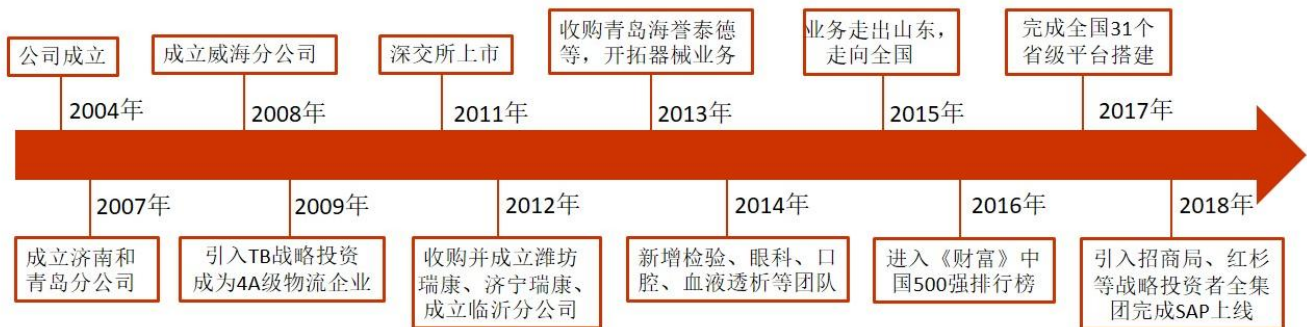 公司成立
2004年
成立威海分公司
2008年
深交所上市
2011年
收购青岛海誉泰德
等，开拓器械业务
2013年
业务走出山东，
走向全国
2015年
完成全国31个
省级平台搭建
2017年
2007年
成立济南和
青岛分公司
2009年
引入TB战略投资
成为4A级物流企业
2012年
收购并成立潍坊
瑞康、济宁瑞康、
成立临沂分公司
2014年
新增检验、眼科、口
腔、血液透析等团队
2016年
进入《财富》中
国500强排行榜
2018年
引入招商局、红杉
等战略投资者全集
团完成SAP上线